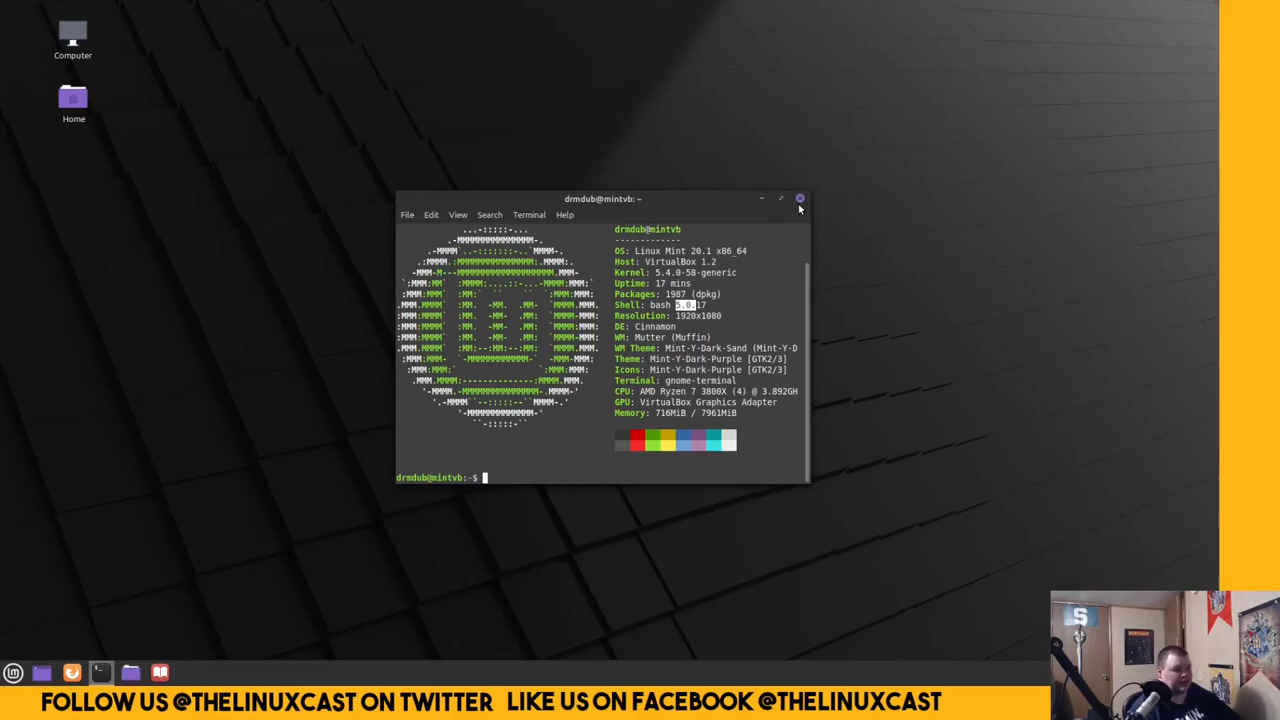 Computer
Home
drmdub@mintvb: ~
File Edit View Search Terminal Help
drmdub@mintvb
-------------
OS: Linux Mint 20.1 x86_64
Host: VirtualBox 1.2
Kernel: 5.4.0-58-generic
Uptime: 17 mins
Packages: 1987 (dpkg)
Shell: bash 5.0.17
Resolution: 1920x1080
DE: Cinnamon
WM: Mutter (Muffin)
WM Theme: Mint-Y-Dark-Sand (Mint-Y-D
Theme: Mint-Y-Dark-Purple [GTK2/3]
Icons: Mint-Y-Dark-Purple [GTK2/3]
Terminal: gnome-terminal
CPU: AMD Ryzen 7 3800X (4) @ 3.892GH
GPU: VirtualBox Graphics Adapter
Memory: 716MiB / 7961MiB
drmdub@mintvb:~$
S
FOLLOW US @THELINUXCAST ON TWITTER LIKE US ON FACEBOOK @THELINUXCAST